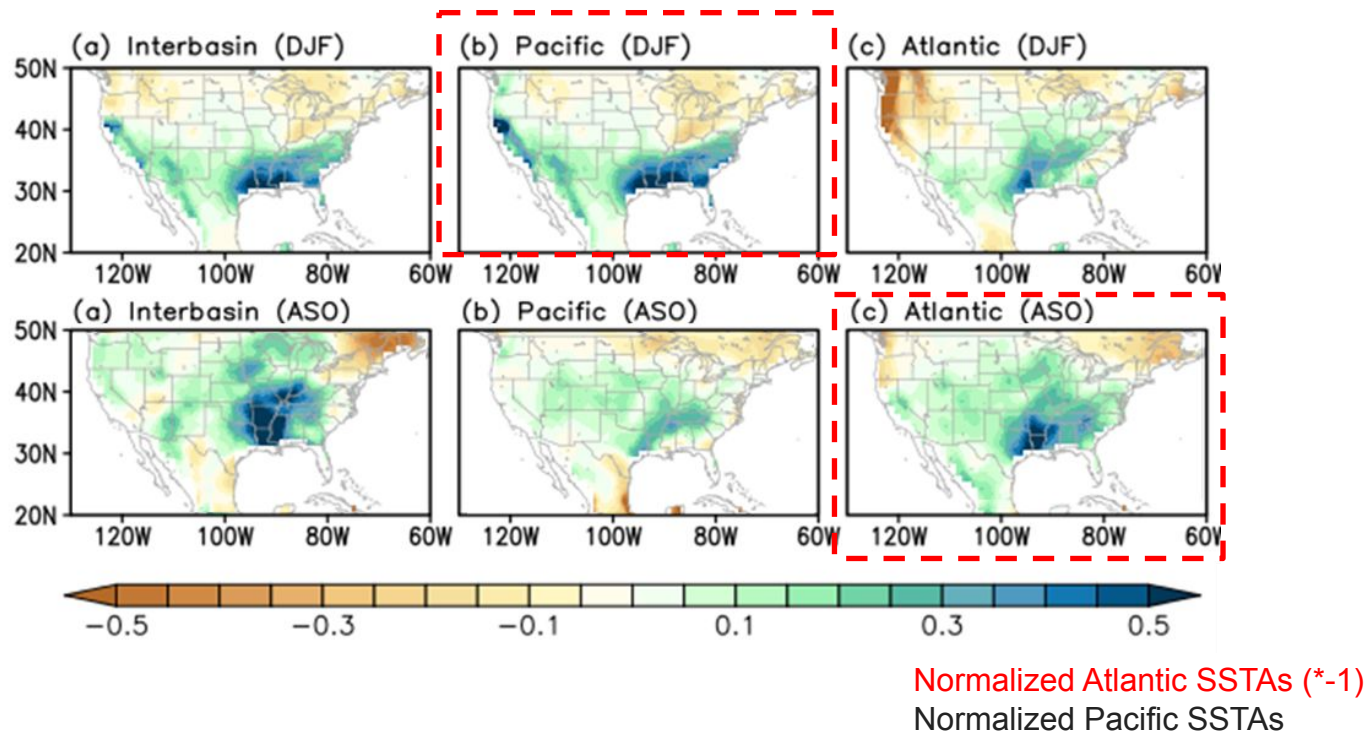 (a) Interbasin (DJF) (b) Pacific (DJF) (c) Atlantic (DJF)
50N
40N
30N
20N
120W 100W 80W 60W 120W 100W 80W 60W 120W 100W 80W 60W
(a) Interbasin (ASO) (b) Pacific (ASO) (c) Atlantic (ASO)
50N
40N
30N
20N
120W 100W 80W 60W 120W 100W 80W 60W 120W 100W 80W 60W
−0.5 −0.3 −0.1 0.1 0.3 0.5
Normalized Atlantic SSTAs (*-1)
Normalized Pacific SSTAs